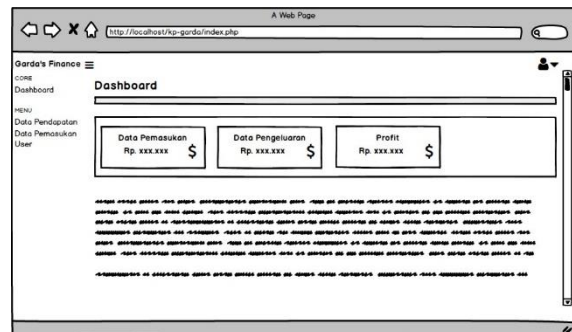 A Web Page
http://localhost/kp-garda/index.php
Garda's Finance
CORE
Dashboard
MENU
Data Pendapatan
Data Pemasukan
User
Dashboard
Data Pemasukan
Rp. xxx.xxx $
Data Pengeluaran
Rp. xxx.xxx $
Profit
Rp. xxx.xxx $